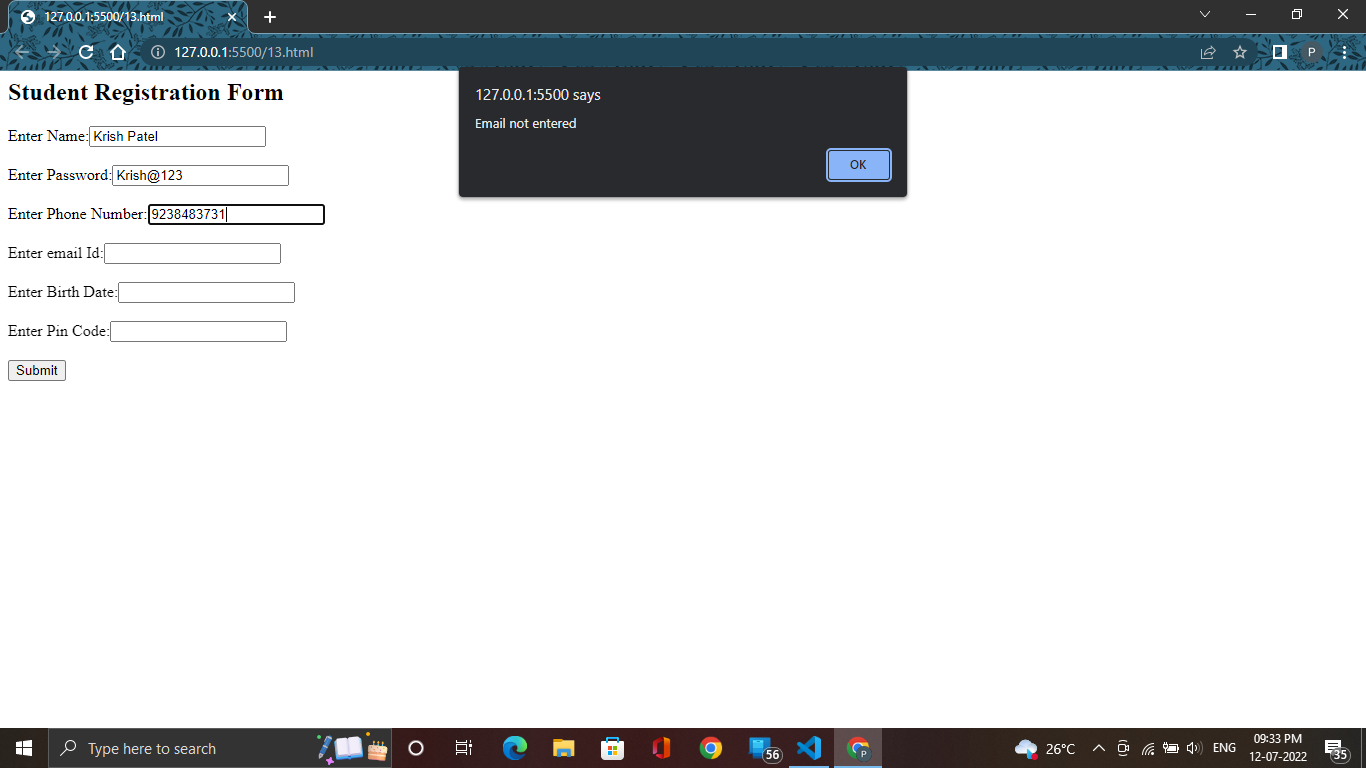 127.0.0.1:5500/13.html
127.0.0.1:5500/13.html
P
Student Registration Form
127.0.0.1:5500 says
Email not entered
OK
Enter Name: Krish Patel
Enter Password: Krish@123
Enter Phone Number: 9238483731
Enter email Id:
Enter Birth Date:
Enter Pin Code:
Submit
Type here to search
56
P
26°C
ENG
09:33 PM
12-07-2022
35